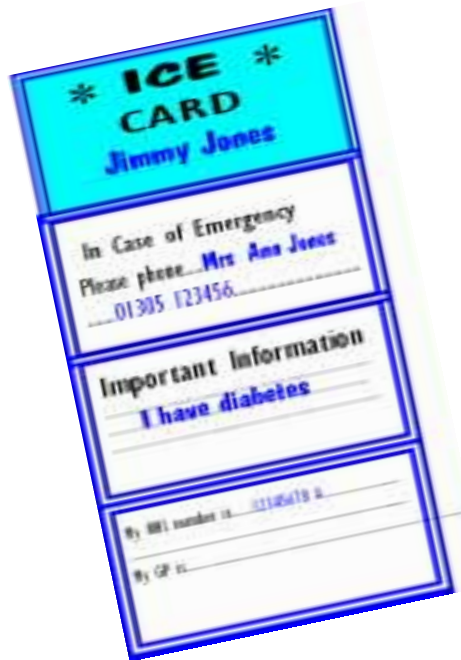 * ICE *
CARD
Jimmy Jones
In Case of Emergency
Please phone...Mrs Ann Jones
01305 123456
Important Information
I have diabetes
My number is
My GP is